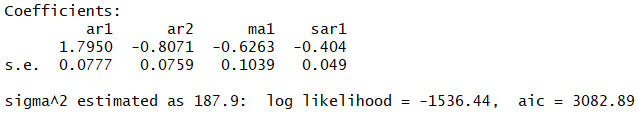 Coefficients:
ar1 ar2 ma1 sar1
1.7950 -0.8071 -0.6263 -0.404
s.e. 0.0777 0.0759 0.1039 0.049
sigma^2 estimated as 187.9: log likelihood = -1536.44, aic = 3082.89